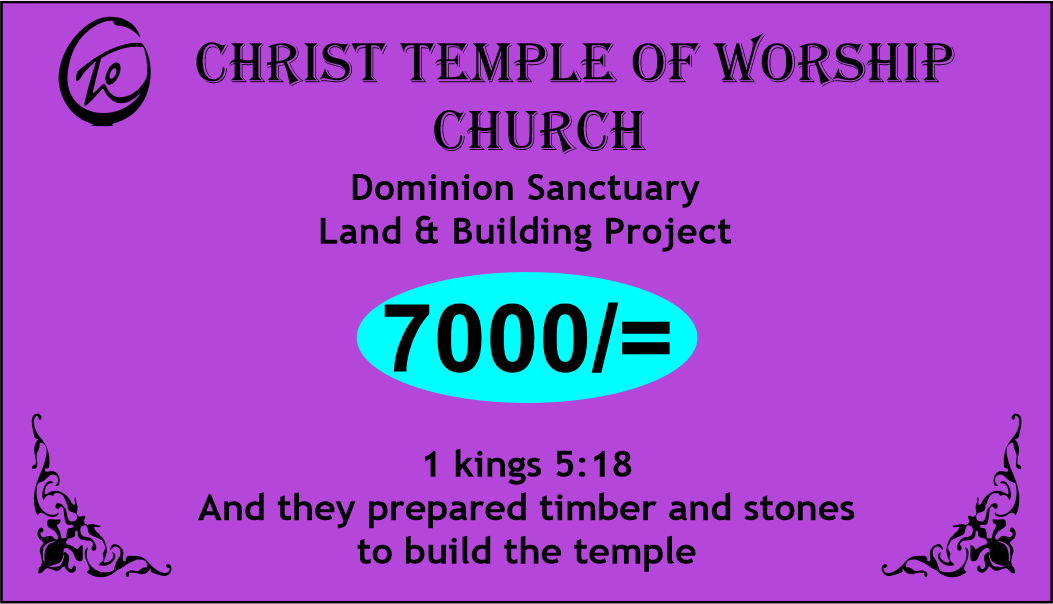 CHRIST TEMPLE OF WORSHIP
CHURCH
Dominion Sanctuary
Land & Building Project
7000/=
1 kings 5:18
And they prepared timber and stones
to build the temple